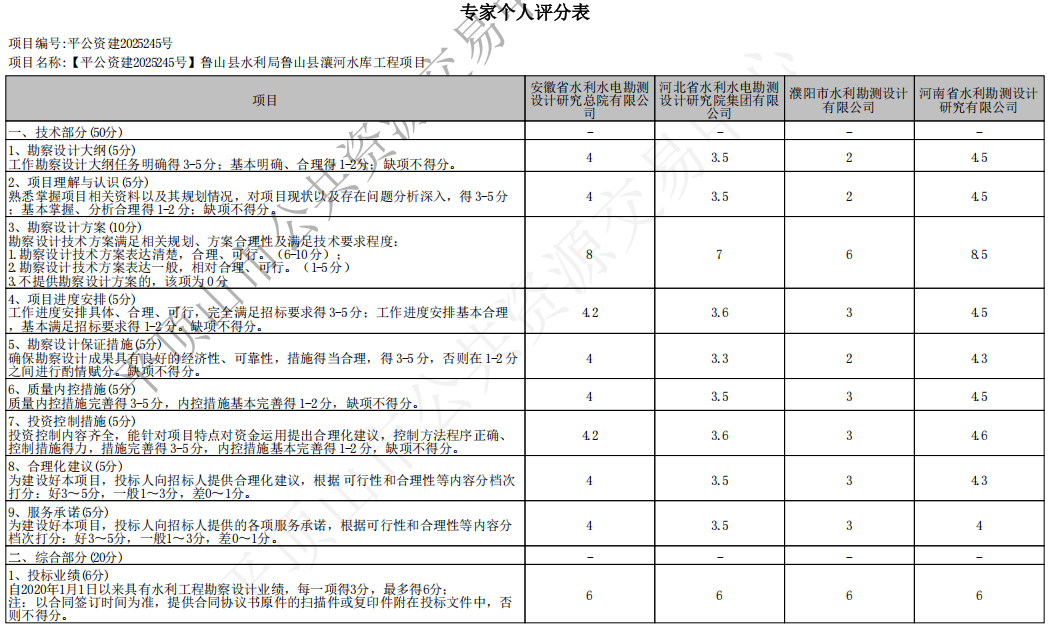 专家个人评分表
项目编号:平公资建2025245号
项目名称:【平公资建2025245号】鲁山县水利局鲁山县瀼河水库工程项目
项目
安徽省水利水电勘测
设计研究总院有限公
司
河北省水利水电勘测
设计研究院集团有限
公司
濮阳市水利勘测设计
有限公司
河南省水利勘测设计
研究有限公司
一、技术部分(50分)
- - - -
1、勘察设计大纲(5分)
工作勘察设计大纲任务明确得3-5分；基本明确、合理得1-2分；缺项不得分。
4 3.5 2 4.5
2、项目理解与认识(5分)
熟悉掌握项目相关资料以及其规划情况，对项目现状以及存在问题分析深入，得3-5分
；基本掌握、分析合理得1-2分；缺项不得分。
4 3.5 2 4.5
3、勘察设计方案(10分)
勘察设计技术方案满足相关规划、方案合理性及满足技术要求程度：
1.勘察设计技术方案表达清楚，合理、可行。（6-10分）；
2.勘察设计技术方案表达一般，相对合理、可行。（1-5分）
3.不提供勘察设计方案的，该项为0分
8 7 6 8.5
4、项目进度安排(5分)
工作进度安排具体、合理、可行，完全满足招标要求得3-5分；工作进度安排基本合理
，基本满足招标要求得1-2分。缺项不得分。
4.2 3.6 3 4.5
5、勘察设计保证措施(5分)
确保勘察设计成果具有良好的经济性、可靠性，措施得当合理，得3-5分，否则在1-2分
之间进行酌情赋分。缺项不得分。
4 3.3 2 4.3
6、质量内控措施(5分)
质量内控措施完善得3-5分，内控措施基本完善得1-2分，缺项不得分。
4 3.5 3 4.5
7、投资控制措施(5分)
投资控制内容齐全，能针对项目特点对资金运用提出合理化建议，控制方法程序正确、
控制措施得力，措施完善得3-5分，内控措施基本完善得1-2分，缺项不得分。
4.2 3.6 3 4.6
8、合理化建议(5分)
为建设好本项目，投标人向招标人提供合理化建议，根据可行性和合理性等内容分档次
打分：好3～5分，一般1～3分，差0～1分。
4 3.5 3 4.3
9、服务承诺(5分)
为建设好本项目，投标人向招标人提供的各项服务承诺，根据可行性和合理性等内容分
档次打分：好3～5分，一般1～3分，差0～1分。
4 3.5 3 4
二、综合部分(20分)
- - - -
1、投标业绩(6分)
自2020年1月1日以来具有水利工程勘察设计业绩，每一项得3分，最多得6分；
注：以合同签订时间为准，提供合同协议书原件的扫描件或复印件附在投标文件中，否
则不得分。
6 6 6 6
平顶山市公共资源交易中心
平顶山市公共资源交易中心